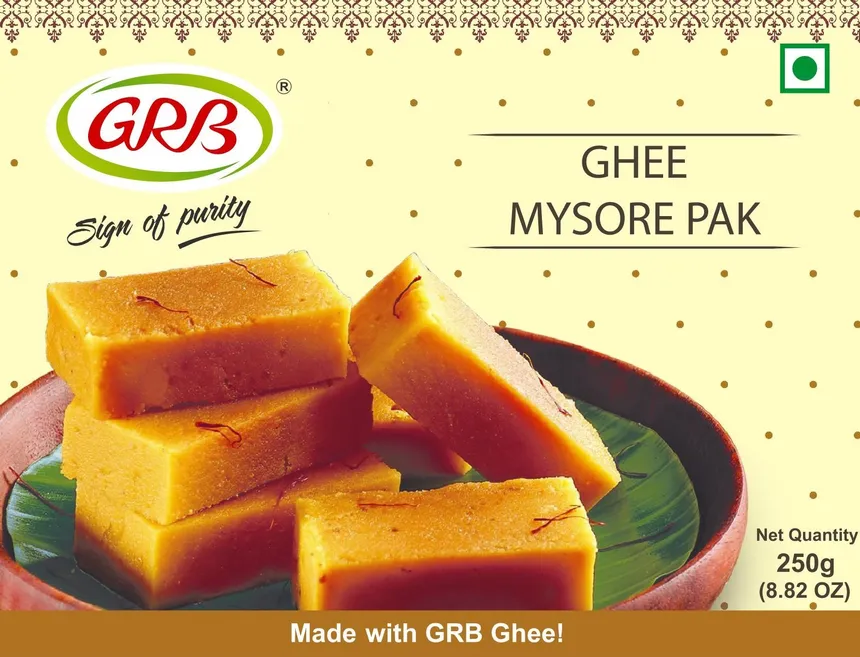 GRB
®
Sign of purity
GHEE
MYSORE PAK
Net Quantity
250g
(8.82 OZ)
Made with GRB Ghee!